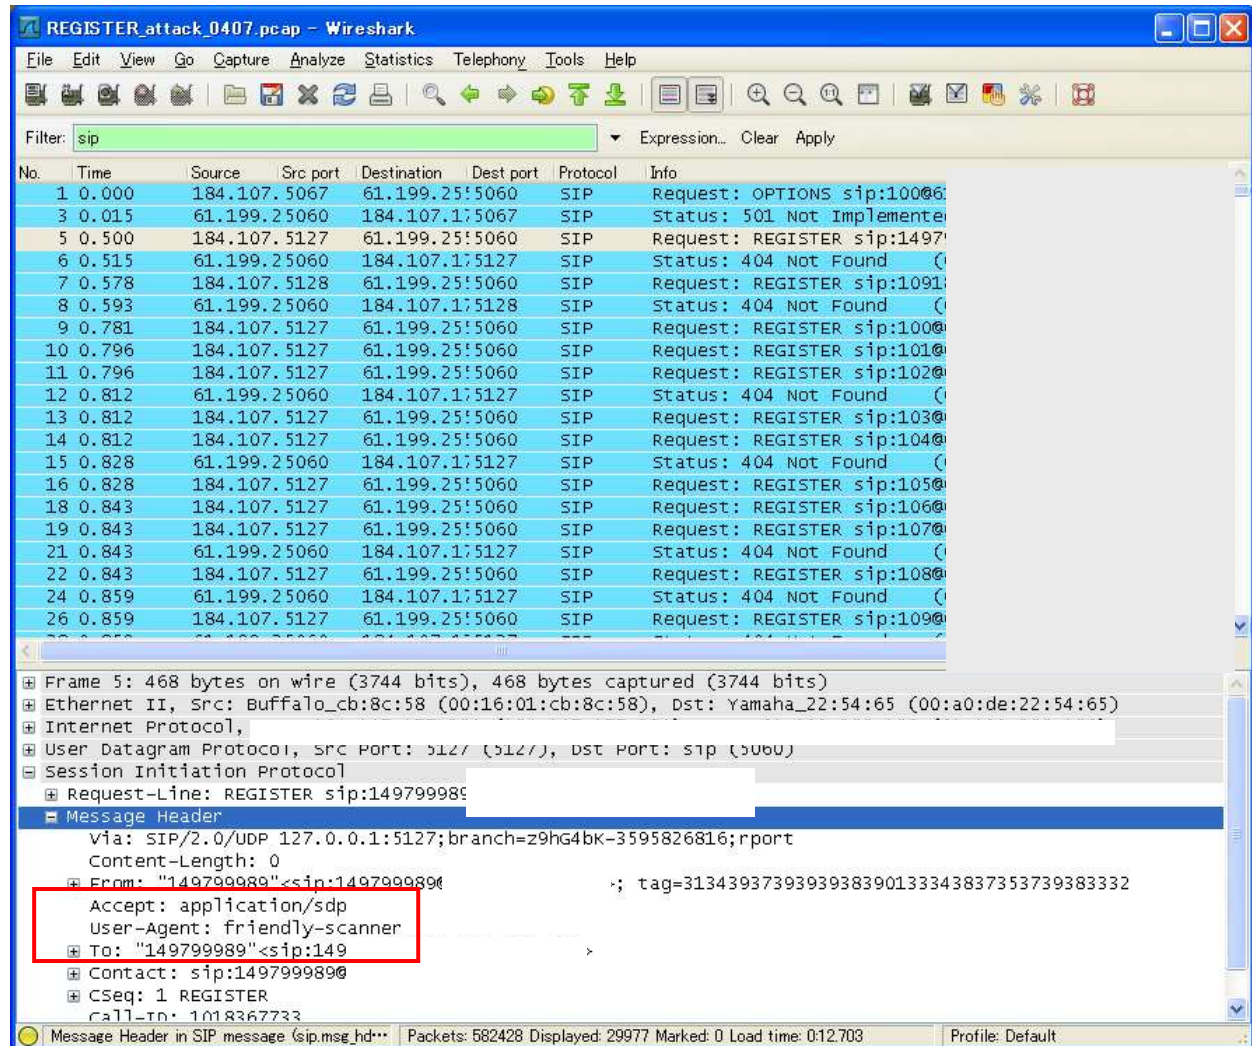 REGISTER_attack_0407.pcap - Wireshark
File Edit View Go Capture Analyze Statistics Telephony Tools Help
Filter: sip Expression... Clear Apply
No. Time Source Src port Destination Dest port Protocol Info
1 0.000 184.107. 5067 61.199.25 5060 SIP Request: OPTIONS sip:100@6
3 0.015 61.199.2 5060 184.107.17 5067 SIP Status: 501 Not Implemente
5 0.500 184.107. 5127 61.199.25 5060 SIP Request: REGISTER sip:1497
6 0.515 61.199.2 5060 184.107.17 5127 SIP Status: 404 Not Found (
7 0.578 184.107. 5128 61.199.25 5060 SIP Request: REGISTER sip:1091
8 0.593 61.199.2 5060 184.107.17 5128 SIP Status: 404 Not Found (
9 0.781 184.107. 5127 61.199.25 5060 SIP Request: REGISTER sip:100@
10 0.796 184.107. 5127 61.199.25 5060 SIP Request: REGISTER sip:101@
11 0.796 184.107. 5127 61.199.25 5060 SIP Request: REGISTER sip:102@
12 0.812 61.199.2 5060 184.107.17 5127 SIP Status: 404 Not Found (
13 0.812 184.107. 5127 61.199.25 5060 SIP Request: REGISTER sip:103@
14 0.812 184.107. 5127 61.199.25 5060 SIP Request: REGISTER sip:104@
15 0.828 61.199.2 5060 184.107.17 5127 SIP Status: 404 Not Found (
16 0.828 184.107. 5127 61.199.25 5060 SIP Request: REGISTER sip:105@
18 0.843 184.107. 5127 61.199.25 5060 SIP Request: REGISTER sip:106@
19 0.843 184.107. 5127 61.199.25 5060 SIP Request: REGISTER sip:107@
21 0.843 61.199.2 5060 184.107.17 5127 SIP Status: 404 Not Found (
22 0.843 184.107. 5127 61.199.25 5060 SIP Request: REGISTER sip:108@
24 0.859 61.199.2 5060 184.107.17 5127 SIP Status: 404 Not Found (
26 0.859 184.107. 5127 61.199.25 5060 SIP Request: REGISTER sip:109@
Frame 5: 468 bytes on wire (3744 bits), 468 bytes captured (3744 bits)
Ethernet II, Src: Buffalo_cb:8c:58 (00:16:01:cb:8c:58), Dst: Yamaha_22:54:65 (00:a0:de:22:54:65)
Internet Protocol,
User Datagram Protocol, Src Port: 5127 (5127), Dst Port: sip (5060)
Session Initiation Protocol
Request-Line: REGISTER sip:149799989
Message Header
Via: SIP/2.0/UDP 127.0.0.1:5127;branch=z9hG4bK-3595826816;rport
Content-Length: 0
From: "149799989"<sip:149799989@ >; tag=3134393739393938390133343837353739383332
Accept: application/sdp
User-Agent: friendly-scanner
To: "149799989"<sip:149 >
Contact: sip:149799989@
CSeq: 1 REGISTER
Call-ID: 1018367733
Message Header in SIP message (sip.msg_hd… Packets: 582428 Displayed: 29977 Marked: 0 Load time: 0:12.703 Profile: Default